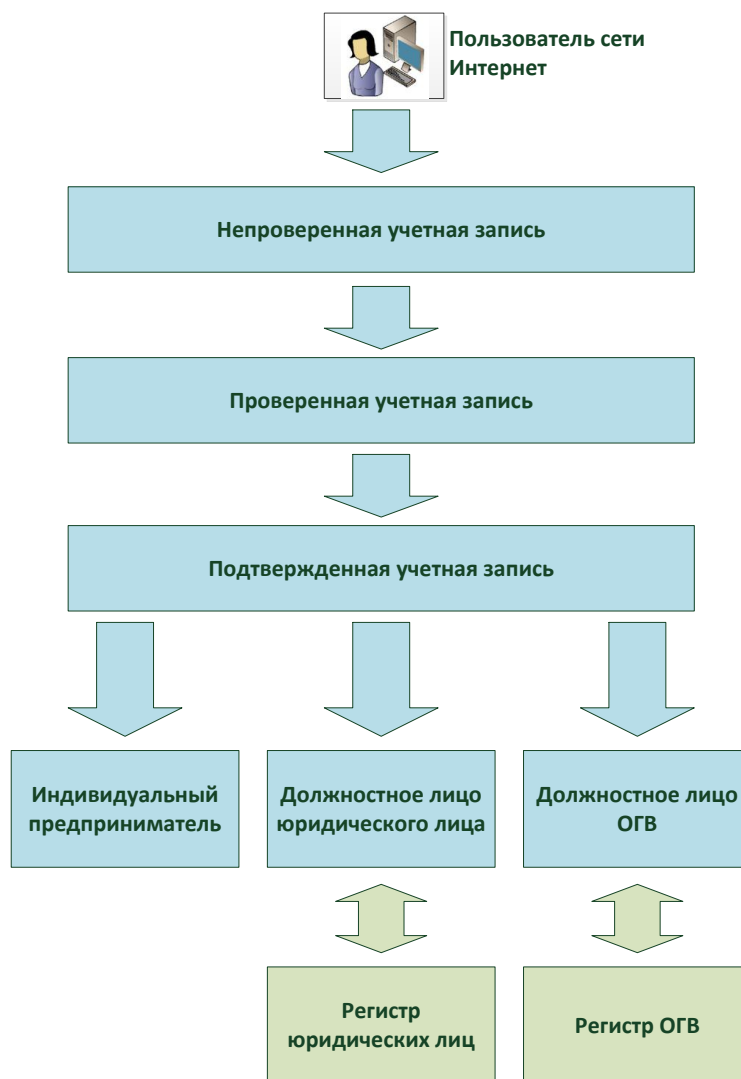 Пользователь сети
Интернет
Непроверенная учетная запись
Проверенная учетная запись
Подтвержденная учетная запись
Индивидуальный
предприниматель
Должностное лицо
юридического лица
Должностное лицо
ОГВ
Регистр
юридических лиц
Регистр ОГВ